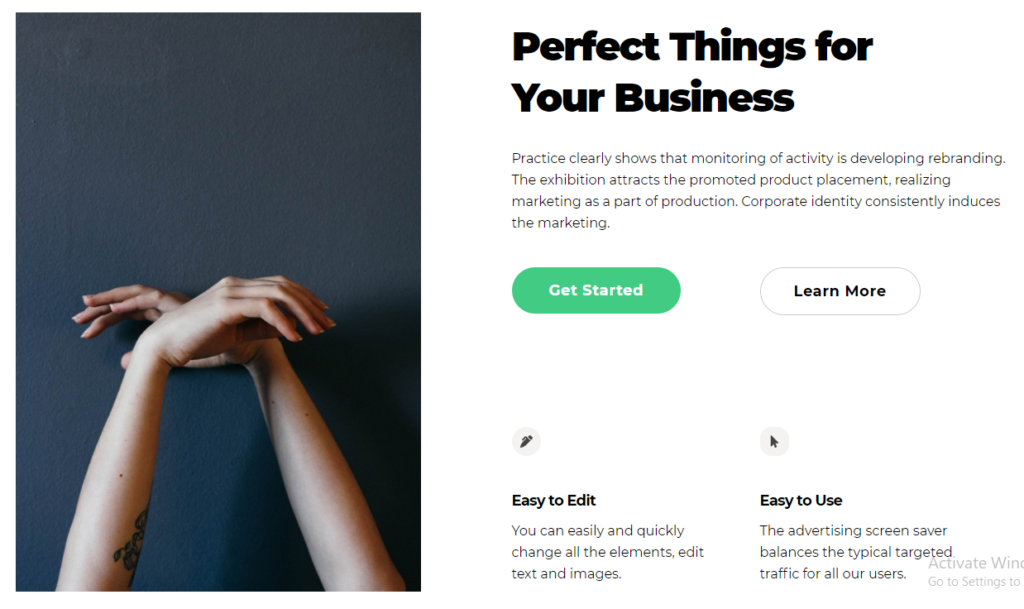 Perfect Things for
Your Business
Practice clearly shows that monitoring of activity is developing rebranding.
The exhibition attracts the promoted product placement, realizing
marketing as a part of production. Corporate identity consistently induces
the marketing.
Get Started
Learn More
Easy to Edit
You can easily and quickly
change all the elements, edit
text and images.
Easy to Use
The advertising screen saver
balances the typical targeted
traffic for all our users.
Activate
Go to Settings to